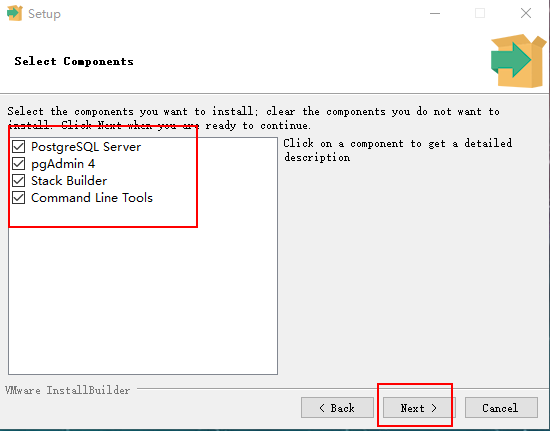 Setup
Select Components
Select the components you want to install; clear the components you do not want to
install. Click Next when you are ready to continue.
PostgreSQL Server
pgAdmin 4
Stack Builder
Command Line Tools
Click on a component to get a detailed
description
VMware InstallBuilder
< Back
Next >
Cancel